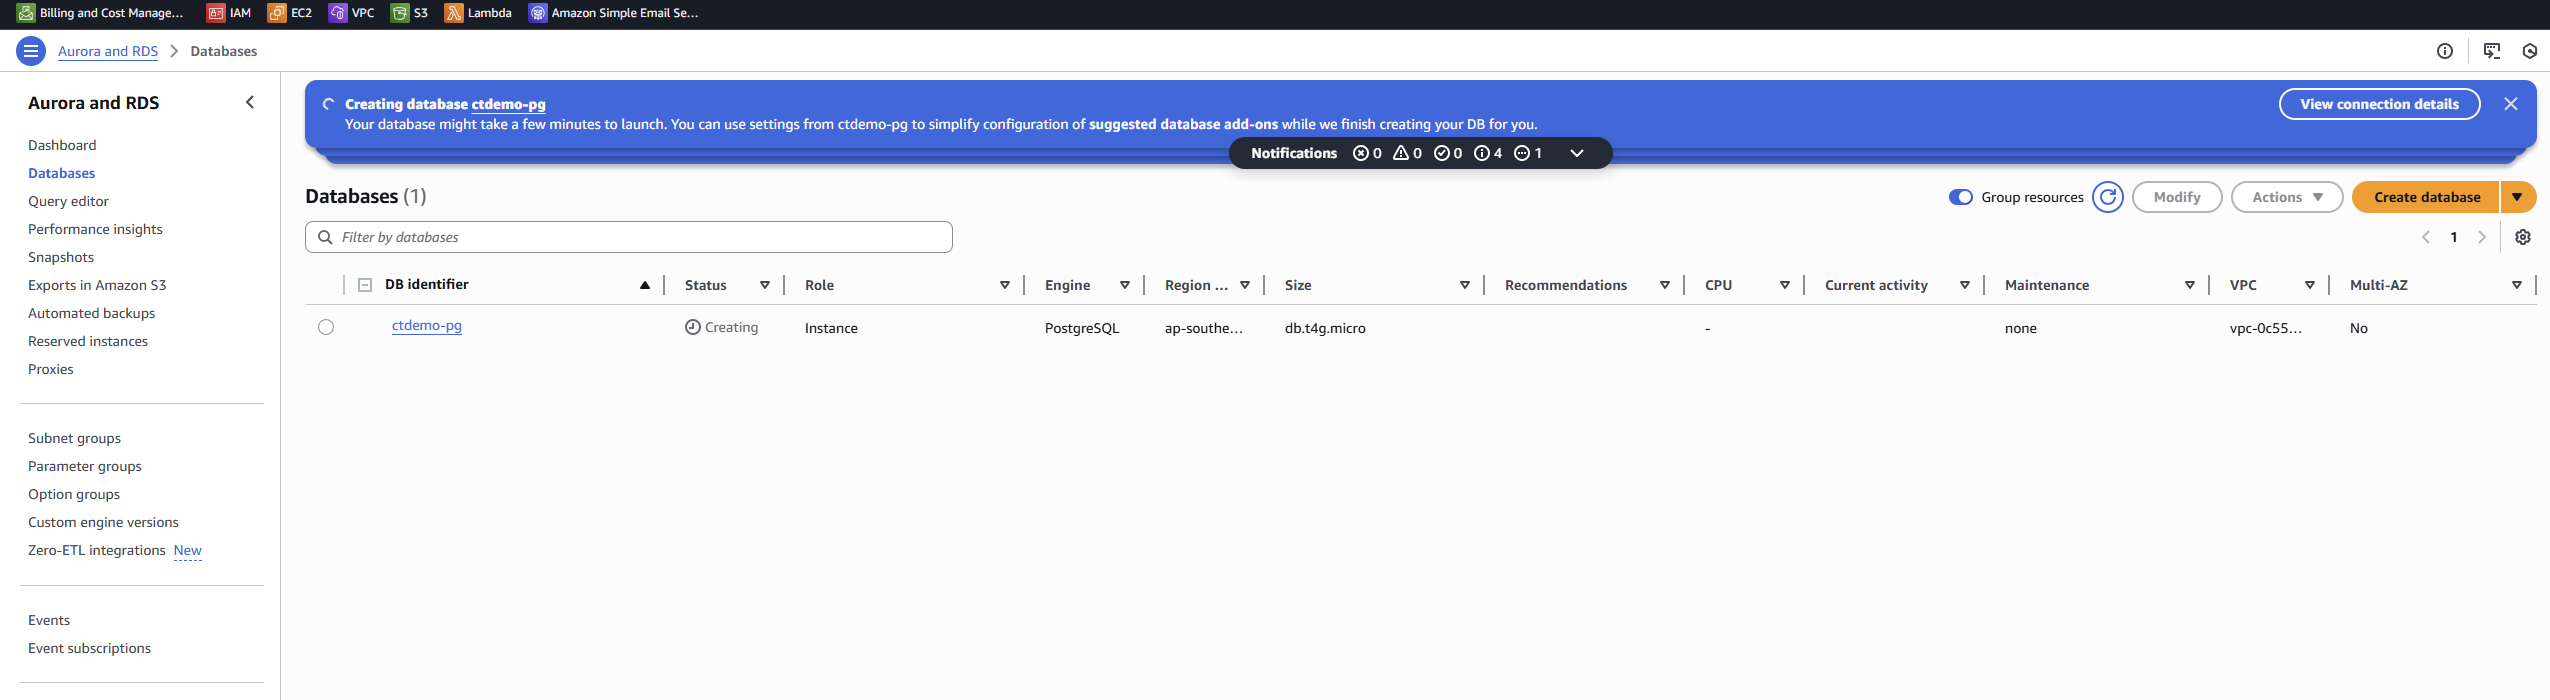 Billing and Cost Manage... IAM EC2 VPC S3 Lambda Amazon Simple Email Se...
Aurora and RDS > Databases
Aurora and RDS
Dashboard
Databases
Query editor
Performance insights
Snapshots
Exports in Amazon S3
Automated backups
Reserved instances
Proxies
Subnet groups
Parameter groups
Option groups
Custom engine versions
Zero-ETL integrations New
Events
Event subscriptions
Creating database ctdemo-pg
Your database might take a few minutes to launch. You can use settings from ctdemo-pg to simplify configuration of suggested database add-ons while we finish creating your DB for you.
View connection details
Notifications 0 0 0 4 1
Databases (1)
Group resources Modify Actions Create database
Filter by databases
1
DB identifier Status Role Engine Region ... Size Recommendations CPU Current activity Maintenance VPC Multi-AZ
ctdemo-pg Creating Instance PostgreSQL ap-southe... db.t4g.micro - none vpc-0c55... No